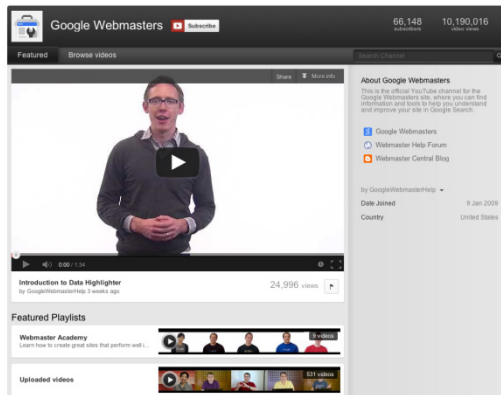 Google Webmasters
Subscribe
66,148
subscribers
10,190,016
video views
Featured
Browse videos
Search Channel
Share
More info
About Google Webmasters
This is the official YouTube channel for the
Google Webmasters site, where you can find
information and tools to help you understand
and improve your site in Google Search.
Google Webmasters
Webmaster Help Forum
Webmaster Central Blog
by GoogleWebmasterHelp
Date Joined
9 Jan 2009
Country
United States
0:00 / 1:34
Introduction to Data Highlighter
by GoogleWebmasterHelp 3 weeks ago
24,996 views
Featured Playlists
Webmaster Academy
Learn how to create great sites that perform well i...
9 videos
Uploaded videos
531 videos